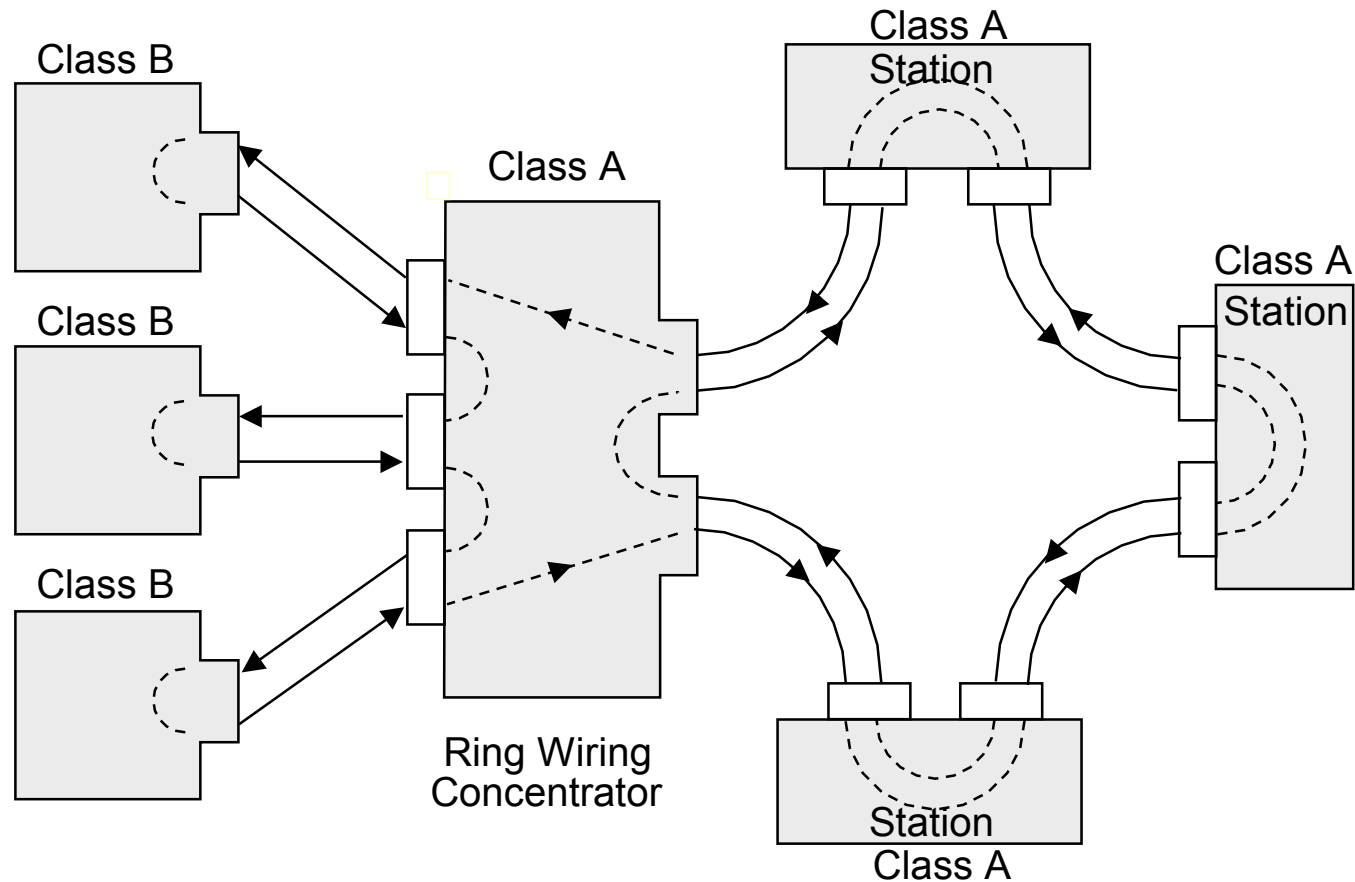 Class A
Station
Class B
Class A
Class A
Station
Class B
Class B
Ring Wiring
Concentrator
Station
Class A